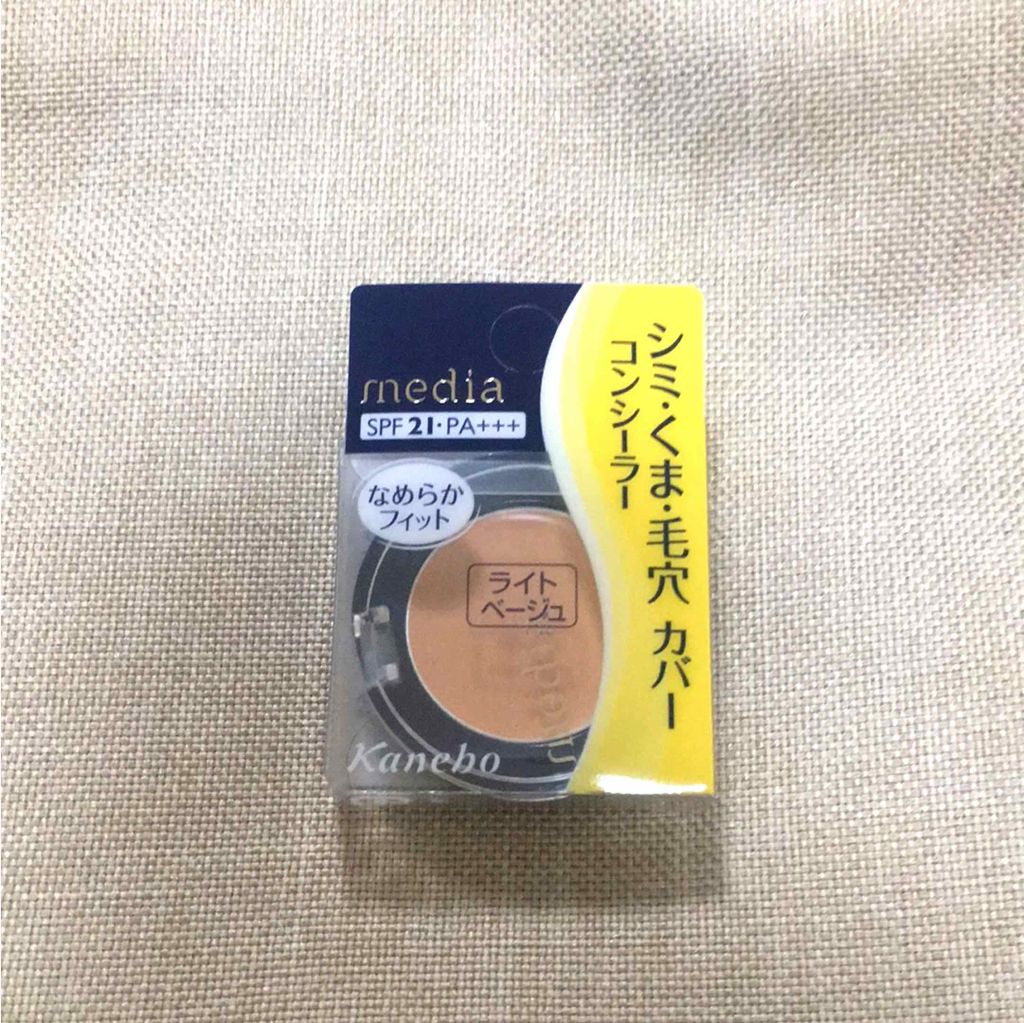 media
SPF 21・PA+++
なめらか
フィット
ライト
ベージュ
media
Kanebo
シミ・くま・毛穴 カバー
コンシーラー